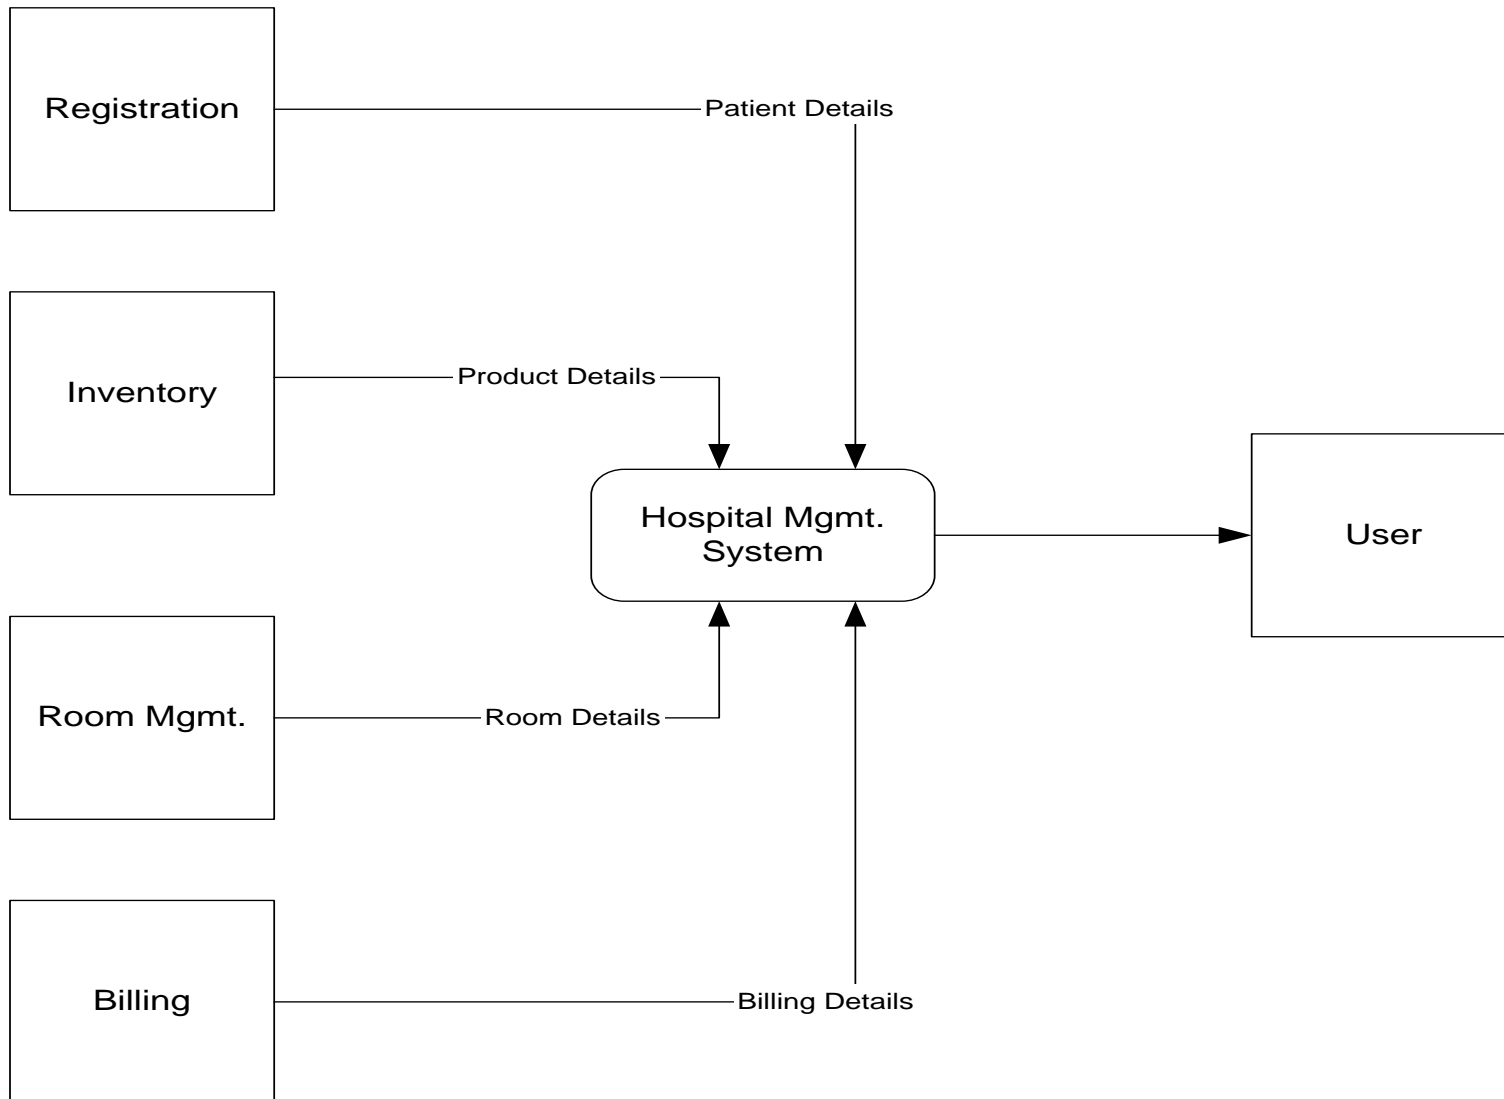 Registration
Patient Details
Inventory
Product Details
Hospital Mgmt.
System
User
Room Mgmt.
Room Details
Billing
Billing Details